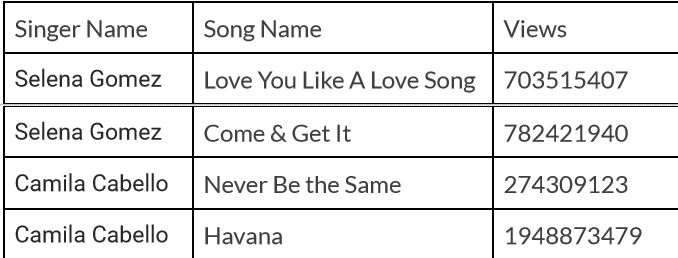 Singer Name Song Name Views
Selena Gomez Love You Like A Love Song 703515407
Selena Gomez Come & Get It 782421940
Camila Cabello Never Be the Same 274309123
Camila Cabello Havana 1948873479